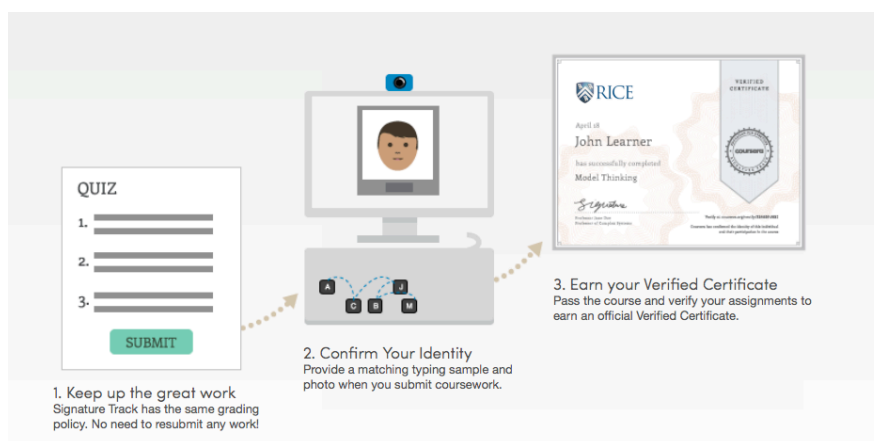 QUIZ
1.
2.
3.
SUBMIT
1. Keep up the great work
Signature Track has the same grading
policy. No need to resubmit any work!
A
J
C
B
M
2. Confirm Your Identity
Provide a matching typing sample and
photo when you submit coursework.
RICE
VERIFIED
CERTIFICATE
April 18
John Learner
has successfully completed
Model Thinking
Signature
coursera
3. Earn your Verified Certificate
Pass the course and verify your assignments to
earn an official Verified Certificate.